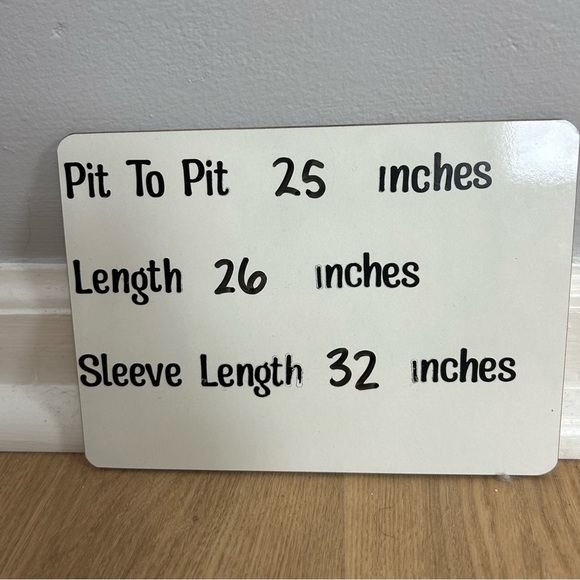 Pit To Pit 25 inches
Length 26 inches
Sleeve Length 32 inches